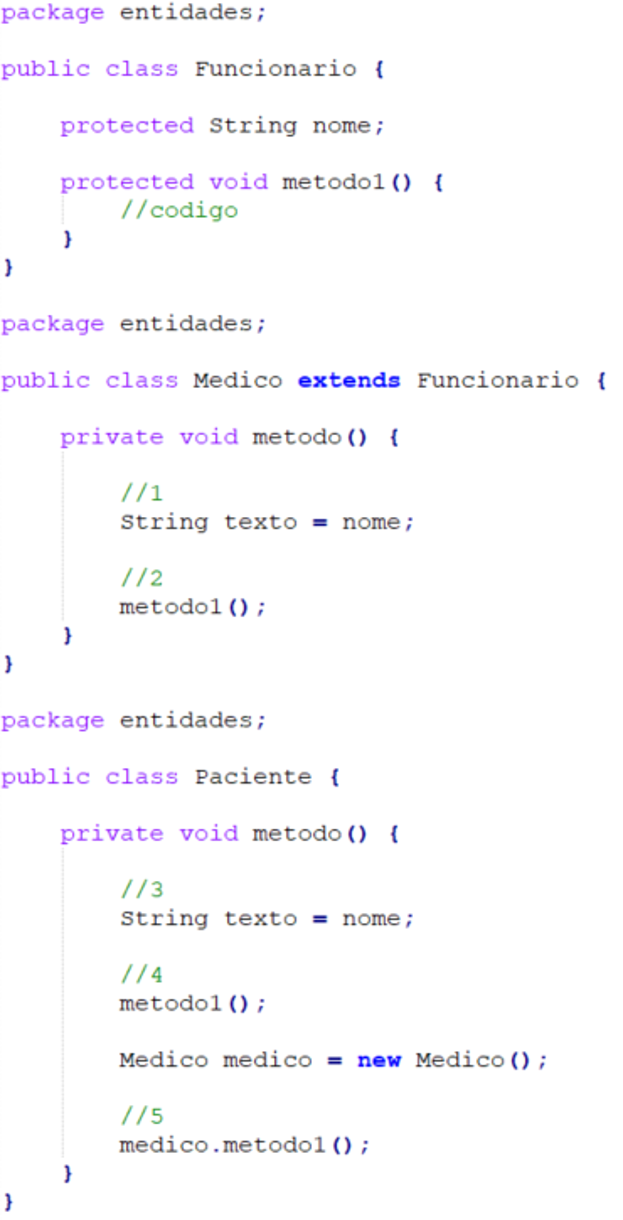 package entidades;
public class Funcionario {
protected String nome;
protected void metodo1() {
//codigo
}
}
package entidades;
public class Medico extends Funcionario {
private void metodo() {
//1
String texto = nome;
//2
metodo1();
}
}
package entidades;
public class Paciente {
private void metodo() {
//3
String texto = nome;
//4
metodo1();
Medico medico = new Medico();
//5
medico.metodo1();
}
}